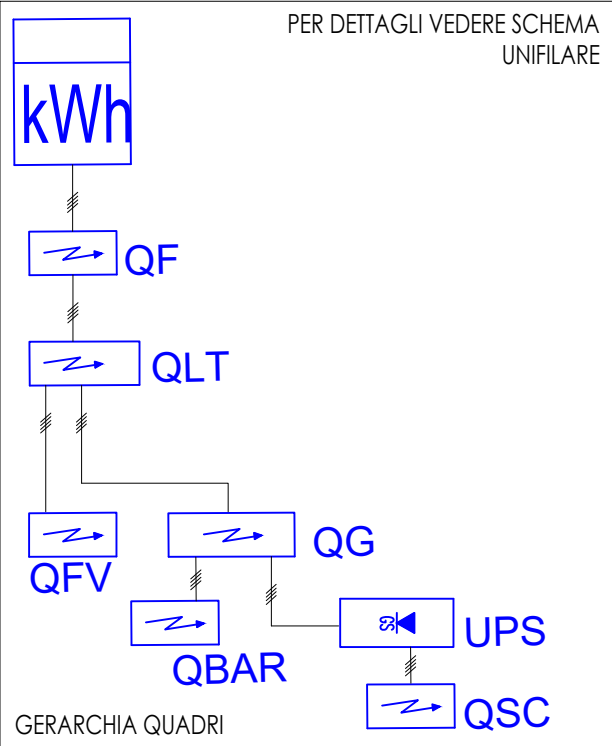 PER DETTAGLI VEDERE SCHEMA
UNIFILARE
kWh
QF
QLT
QG
QFV
UPS
QBAR
QSC
GERARCHIA QUADRI